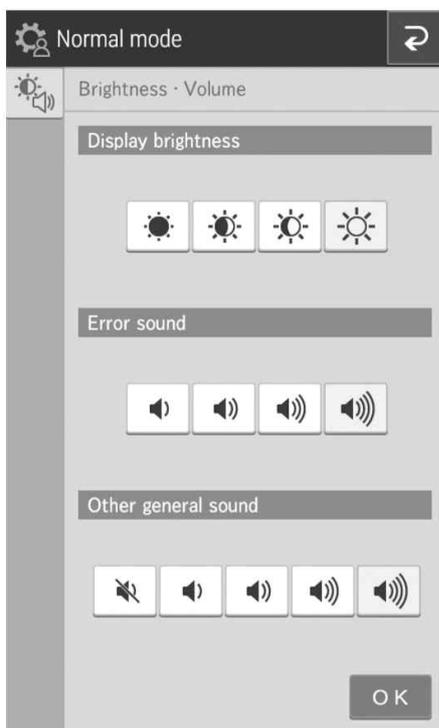 Normal mode
Brightness · Volume
Display brightness
Error sound
Other general sound
OK